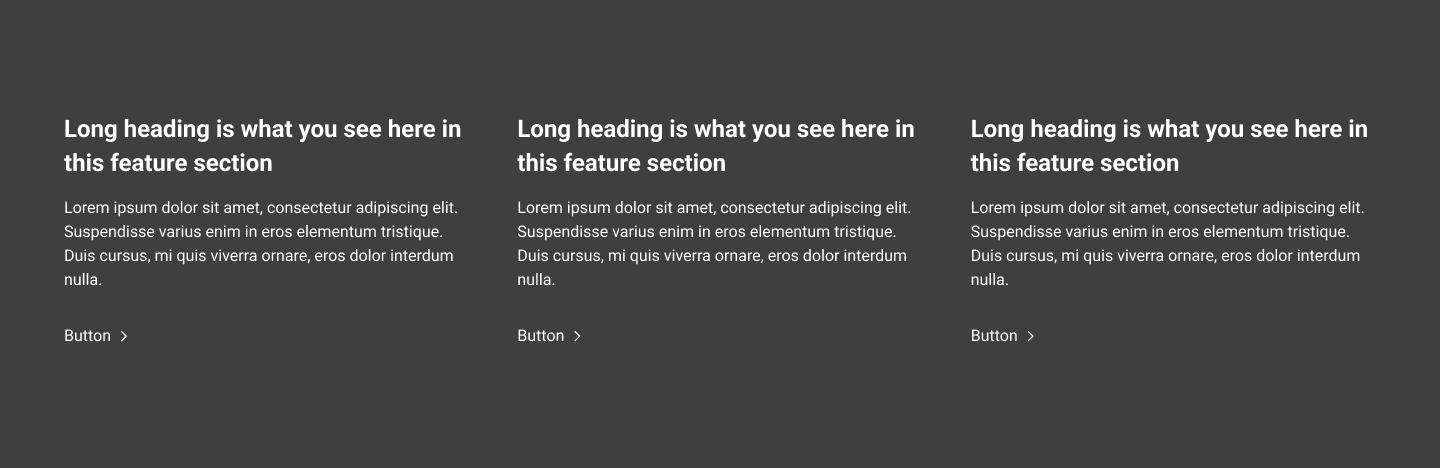 Long heading is what you see here in
this feature section
Lorem ipsum dolor sit amet, consectetur adipiscing elit.
Suspendisse varius enim in eros elementum tristique.
Duis cursus, mi quis viverra ornare, eros dolor interdum
nulla.
Button
Long heading is what you see here in
this feature section
Lorem ipsum dolor sit amet, consectetur adipiscing elit.
Suspendisse varius enim in eros elementum tristique.
Duis cursus, mi quis viverra ornare, eros dolor interdum
nulla.
Button
Long heading is what you see here in
this feature section
Lorem ipsum dolor sit amet, consectetur adipiscing elit.
Suspendisse varius enim in eros elementum tristique.
Duis cursus, mi quis viverra ornare, eros dolor interdum
nulla.
Button